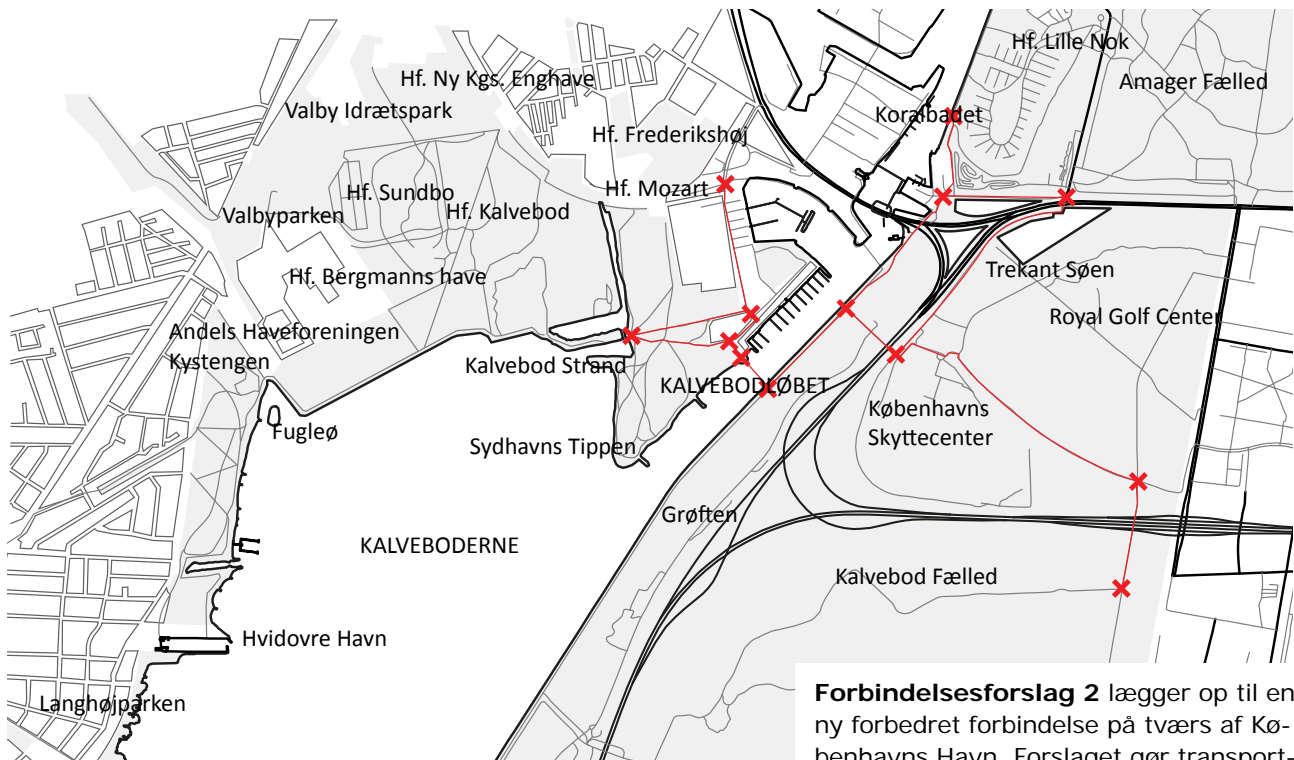 Hf. Lille Nok
Hf. Ny Kgs. Enghave
Amager Fælled
Valby Idrætspark
Koralbadet
Hf. Frederikshøj
Hf. Sundbo
Hf. Mozart
Valbyparken
Hf. Kalvebod
Hf. Bergmanns have
Trekant Søen
Royal Golf Center
Andels Haveforeningen
Kystengen
Kalvebod Strand
KALVEBODLØBET
Københavns
Skyttecenter
Fugleø
Sydhavns Tippen
Grøften
KALVEBODERNE
Kalvebod Fælled
Hvidovre Havn
Langhøjparken
Forbindelsesforslag 2 lægger op til en
ny forbedret forbindelse på tværs af Kø-
benhavns Havn. Forslaget gør transport-